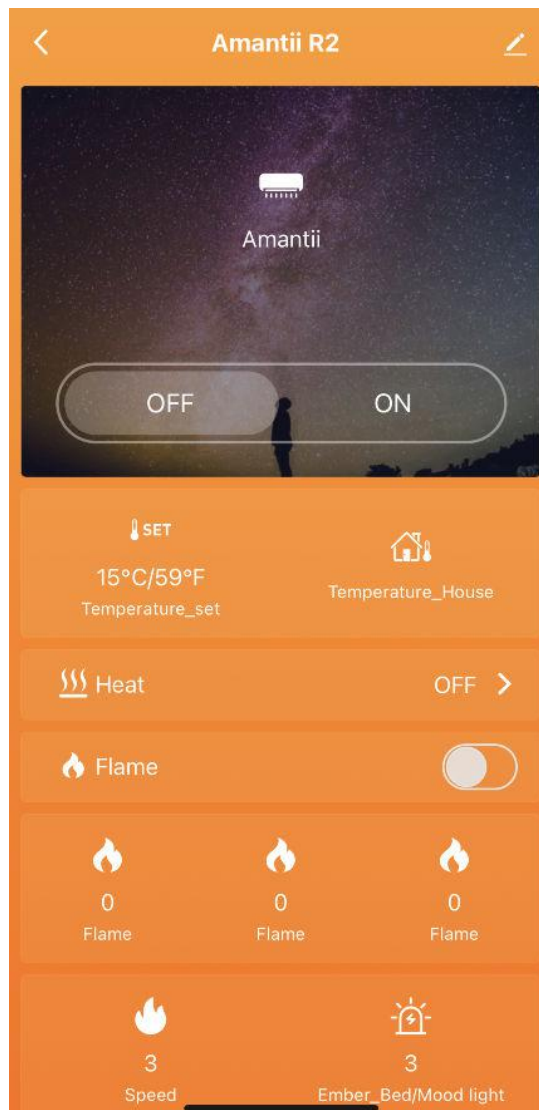 Amantii R2
Amantii
OFF ON
SET
15°C/59°F
Temperature_set
Temperature_House
Heat OFF
Flame
0 0 0
Flame Flame Flame
3 3
Speed Ember_Bed/Mood light